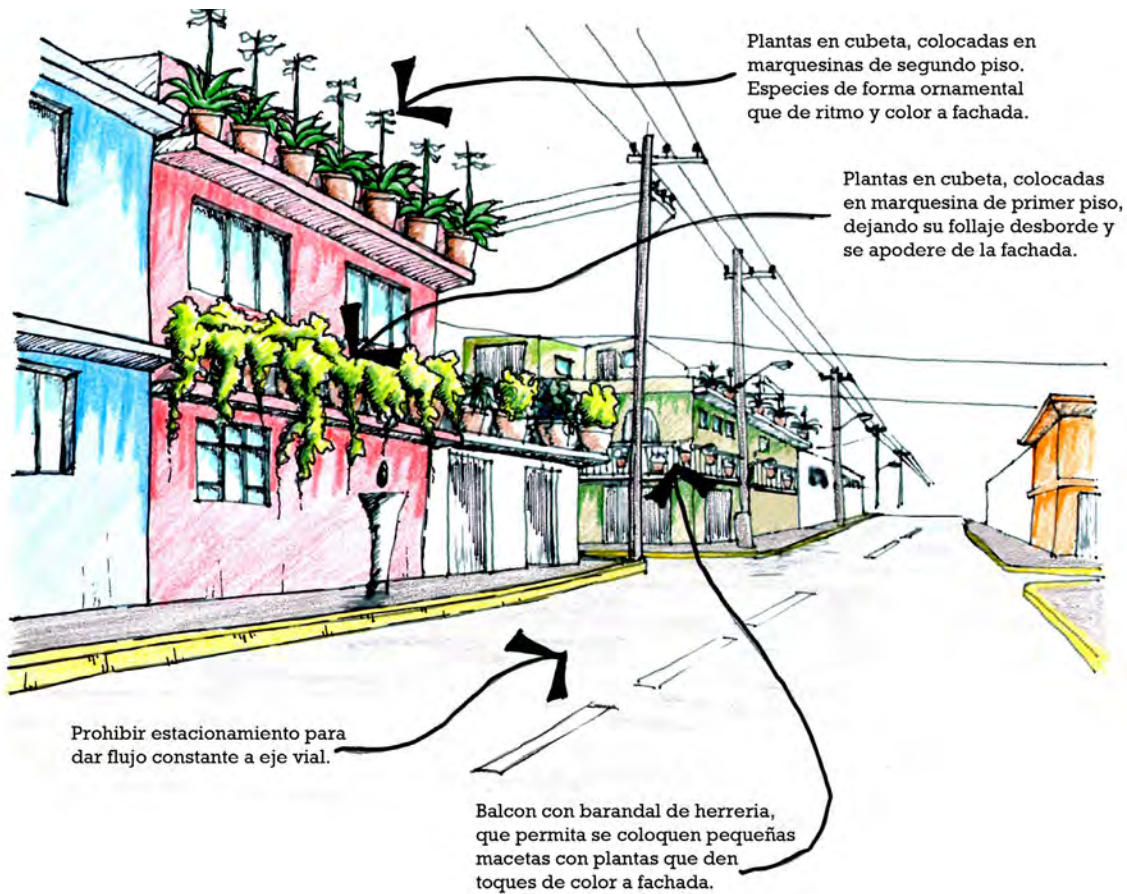 Plantas en cubeta, colocadas en
marquesinas de segundo piso.
Especies de forma ornamental
que de ritmo y color a fachada.
Plantas en cubeta, colocadas
en marquesina de primer piso,
dejando su follaje desborde y
se apodere de la fachada.
Prohibir estacionamiento para
dar flujo constante a eje vial.
Balcon con barandal de herreria,
que permita se coloquen pequeñas
macetas con plantas que den
toques de color a fachada.